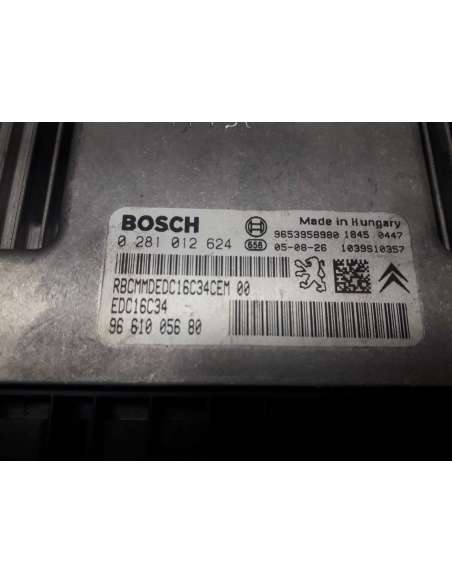 BOSCH
Made in Hungary
9653958980 1845 0447
0 281 012 624
658 05-08-26 1039S10357
RBCMMDEDC16C34CEM 00
EDC16C34
96 610 056 80